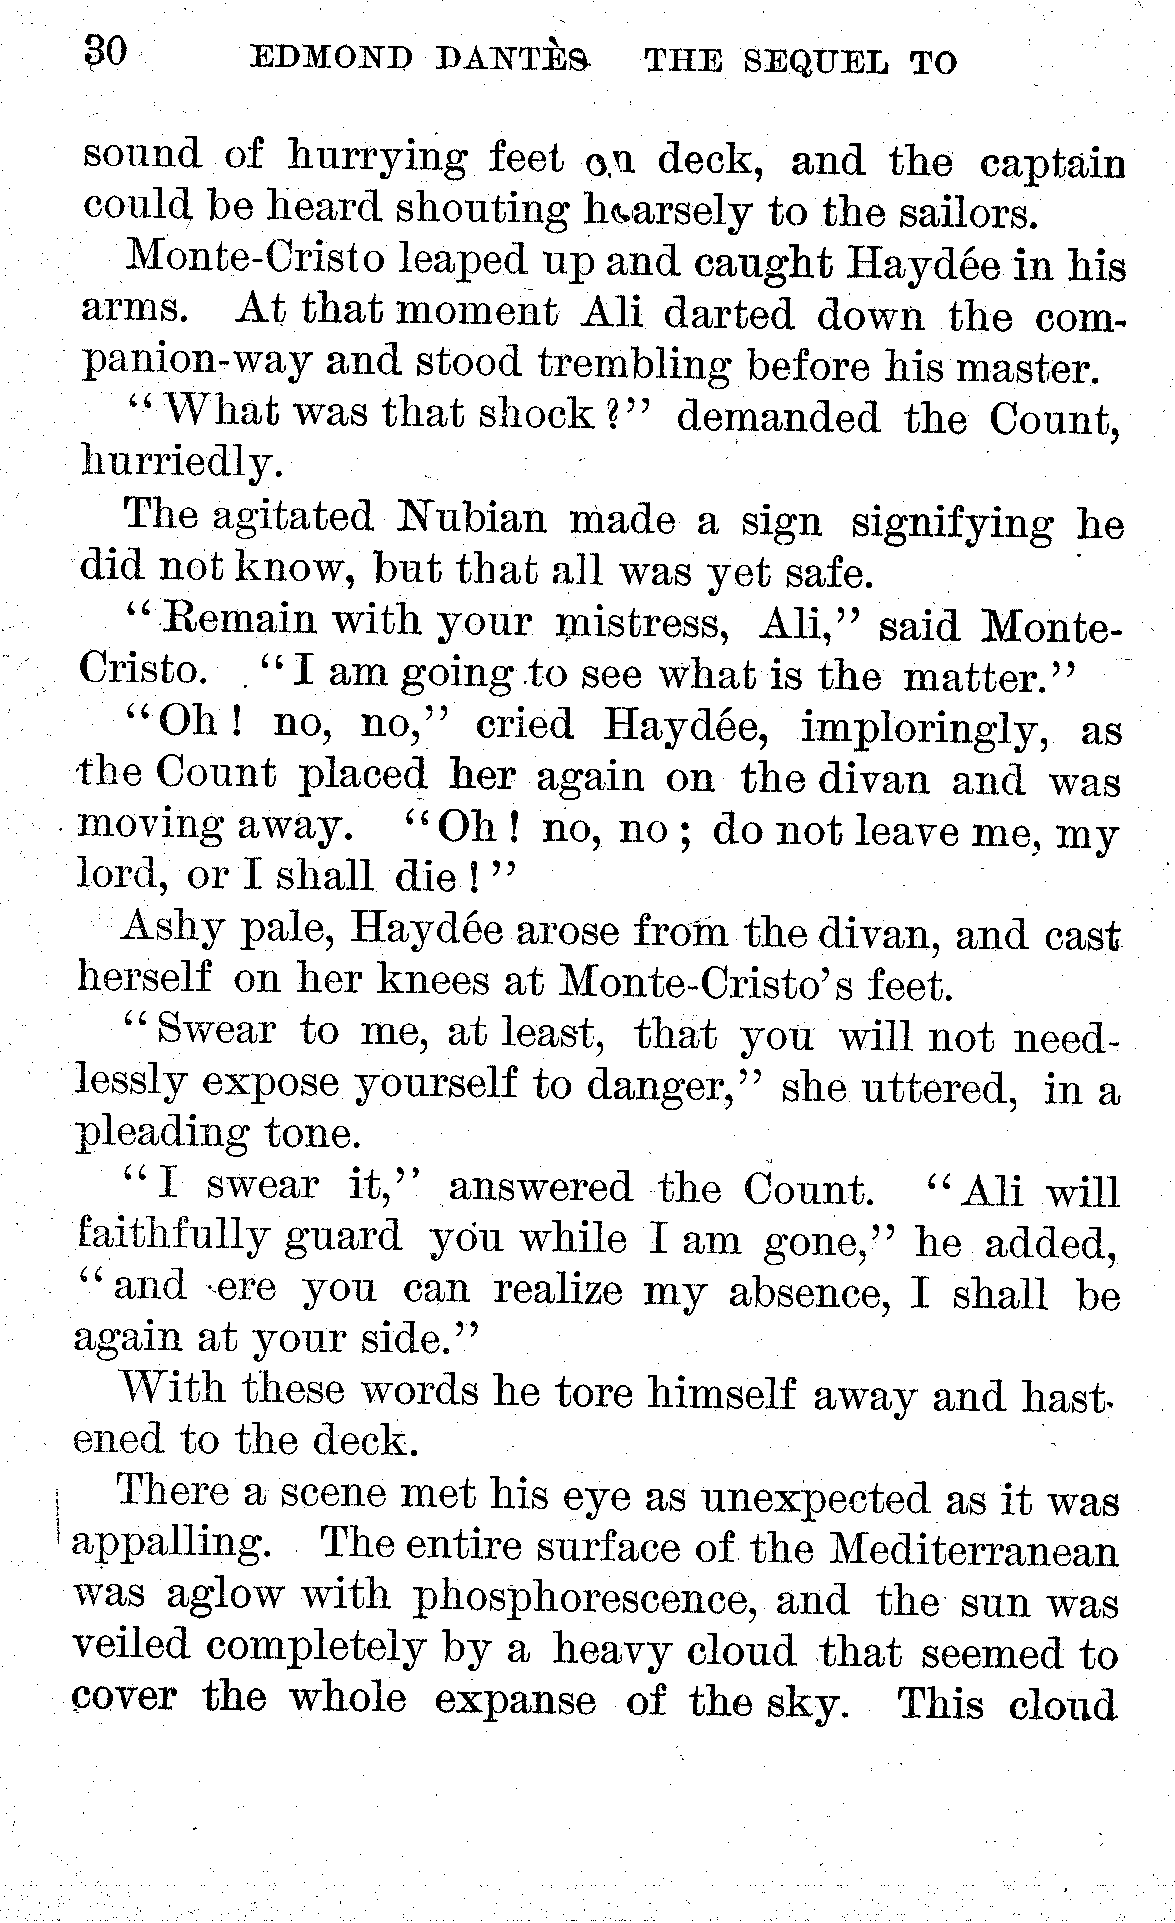 30 EDMOND DANTÈS THE SEQUEL TO
sound of hurrying feet on deck, and the captain
could be heard shouting hoarsely to the sailors.
Monte-Cristo leaped up and caught Haydée in his
arms. At that moment Ali darted down the com-
panion-way and stood trembling before his master.
"What was that shock?" demanded the Count,
hurriedly.
The agitated Nubian made a sign signifying he
did not know, but that all was yet safe.
"Remain with your mistress, Ali," said Monte-
Cristo. "I am going to see what is the matter."
"Oh! no, no," cried Haydée, imploringly, as
the Count placed her again on the divan and was
moving away. "Oh! no, no; do not leave me, my
lord, or I shall die!"
Ashy pale, Haydée arose from the divan, and cast
herself on her knees at Monte-Cristo's feet.
"Swear to me, at least, that you will not need-
lessly expose yourself to danger," she uttered, in a
pleading tone.
"I swear it," answered the Count. "Ali will
faithfully guard you while I am gone," he added,
"and ere you can realize my absence, I shall be
again at your side."
With these words he tore himself away and hast-
ened to the deck.
There a scene met his eye as unexpected as it was
appalling. The entire surface of the Mediterranean
was aglow with phosphorescence, and the sun was
veiled completely by a heavy cloud that seemed to
cover the whole expanse of the sky. This cloud